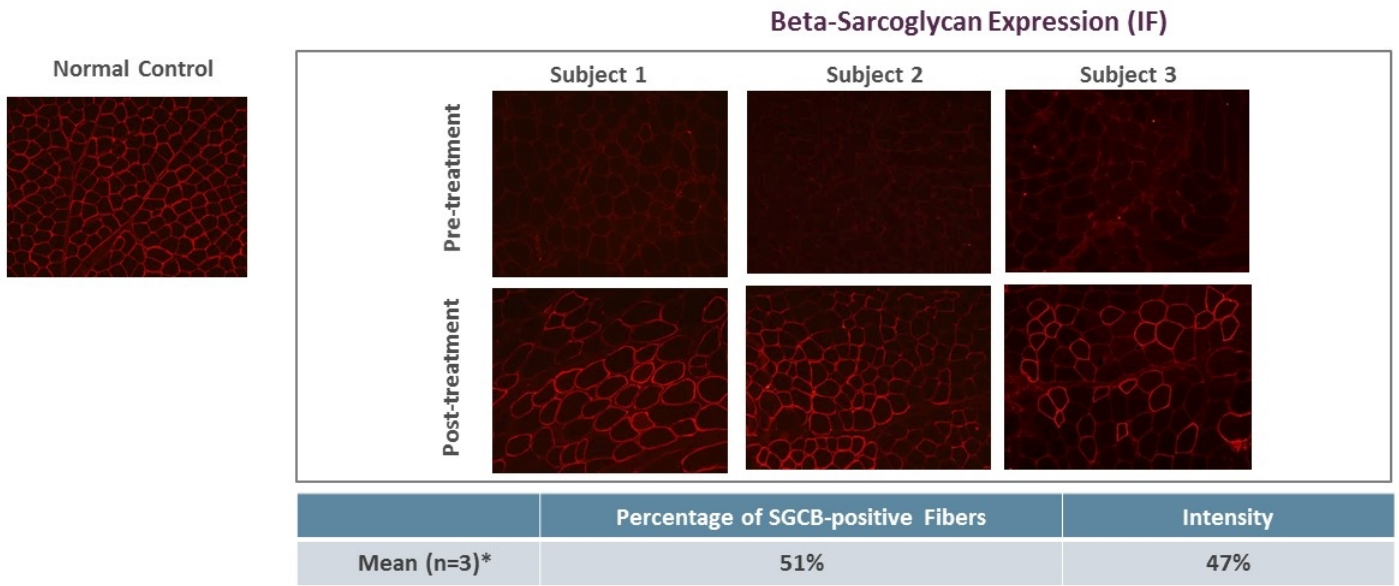 Beta-Sarcoglycan Expression (IF)
Normal Control
Subject 1 Subject 2 Subject 3
Pre-treatment
Post-treatment
Percentage of SGCB-positive Fibers Intensity
Mean (n=3)* 51% 47%